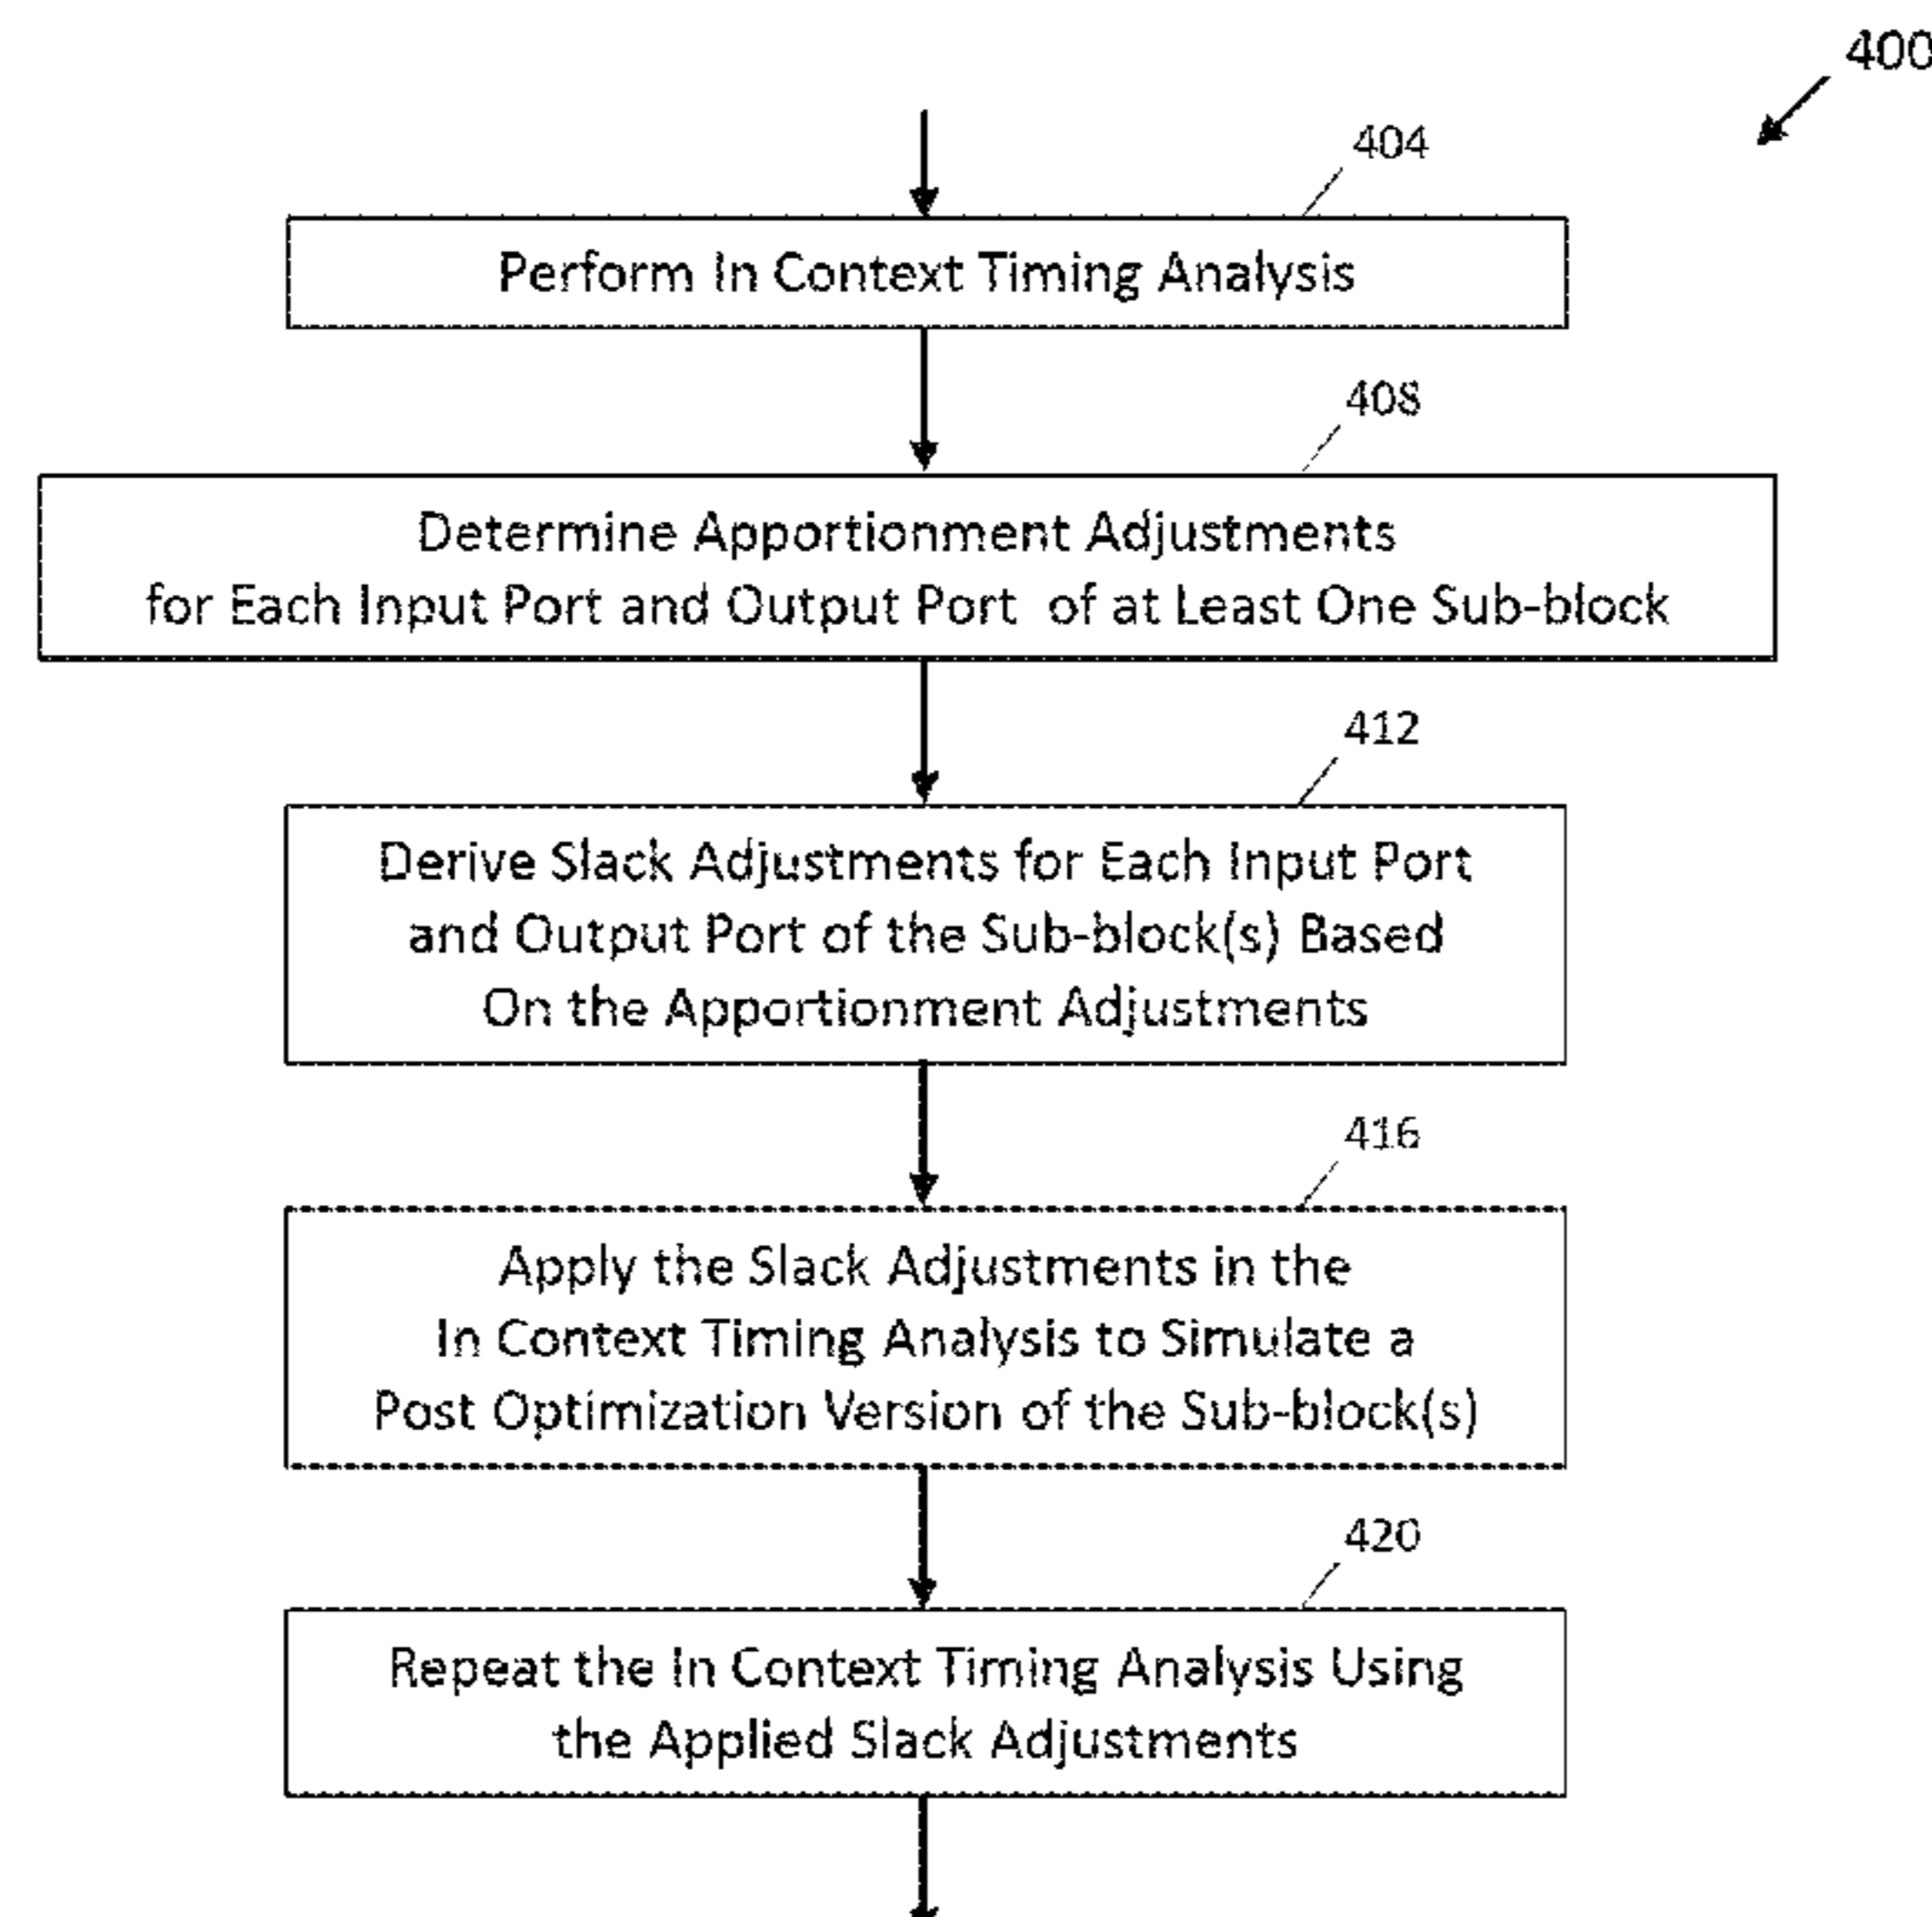 400
404
Perform In Context Timing Analysis
408
Determine Apportionment Adjustments
for Each Input Port and Output Port of at Least One Sub-block
412
Derive Slack Adjustments for Each Input Port
and Output Port of the Sub-block(s) Based
On the Apportionment Adjustments
416
Apply the Slack Adjustments in the
In Context Timing Analysis to Simulate a
Post Optimization Version of the Sub-block(s)
420
Repeat the In Context Timing Analysis Using
the Applied Slack Adjustments